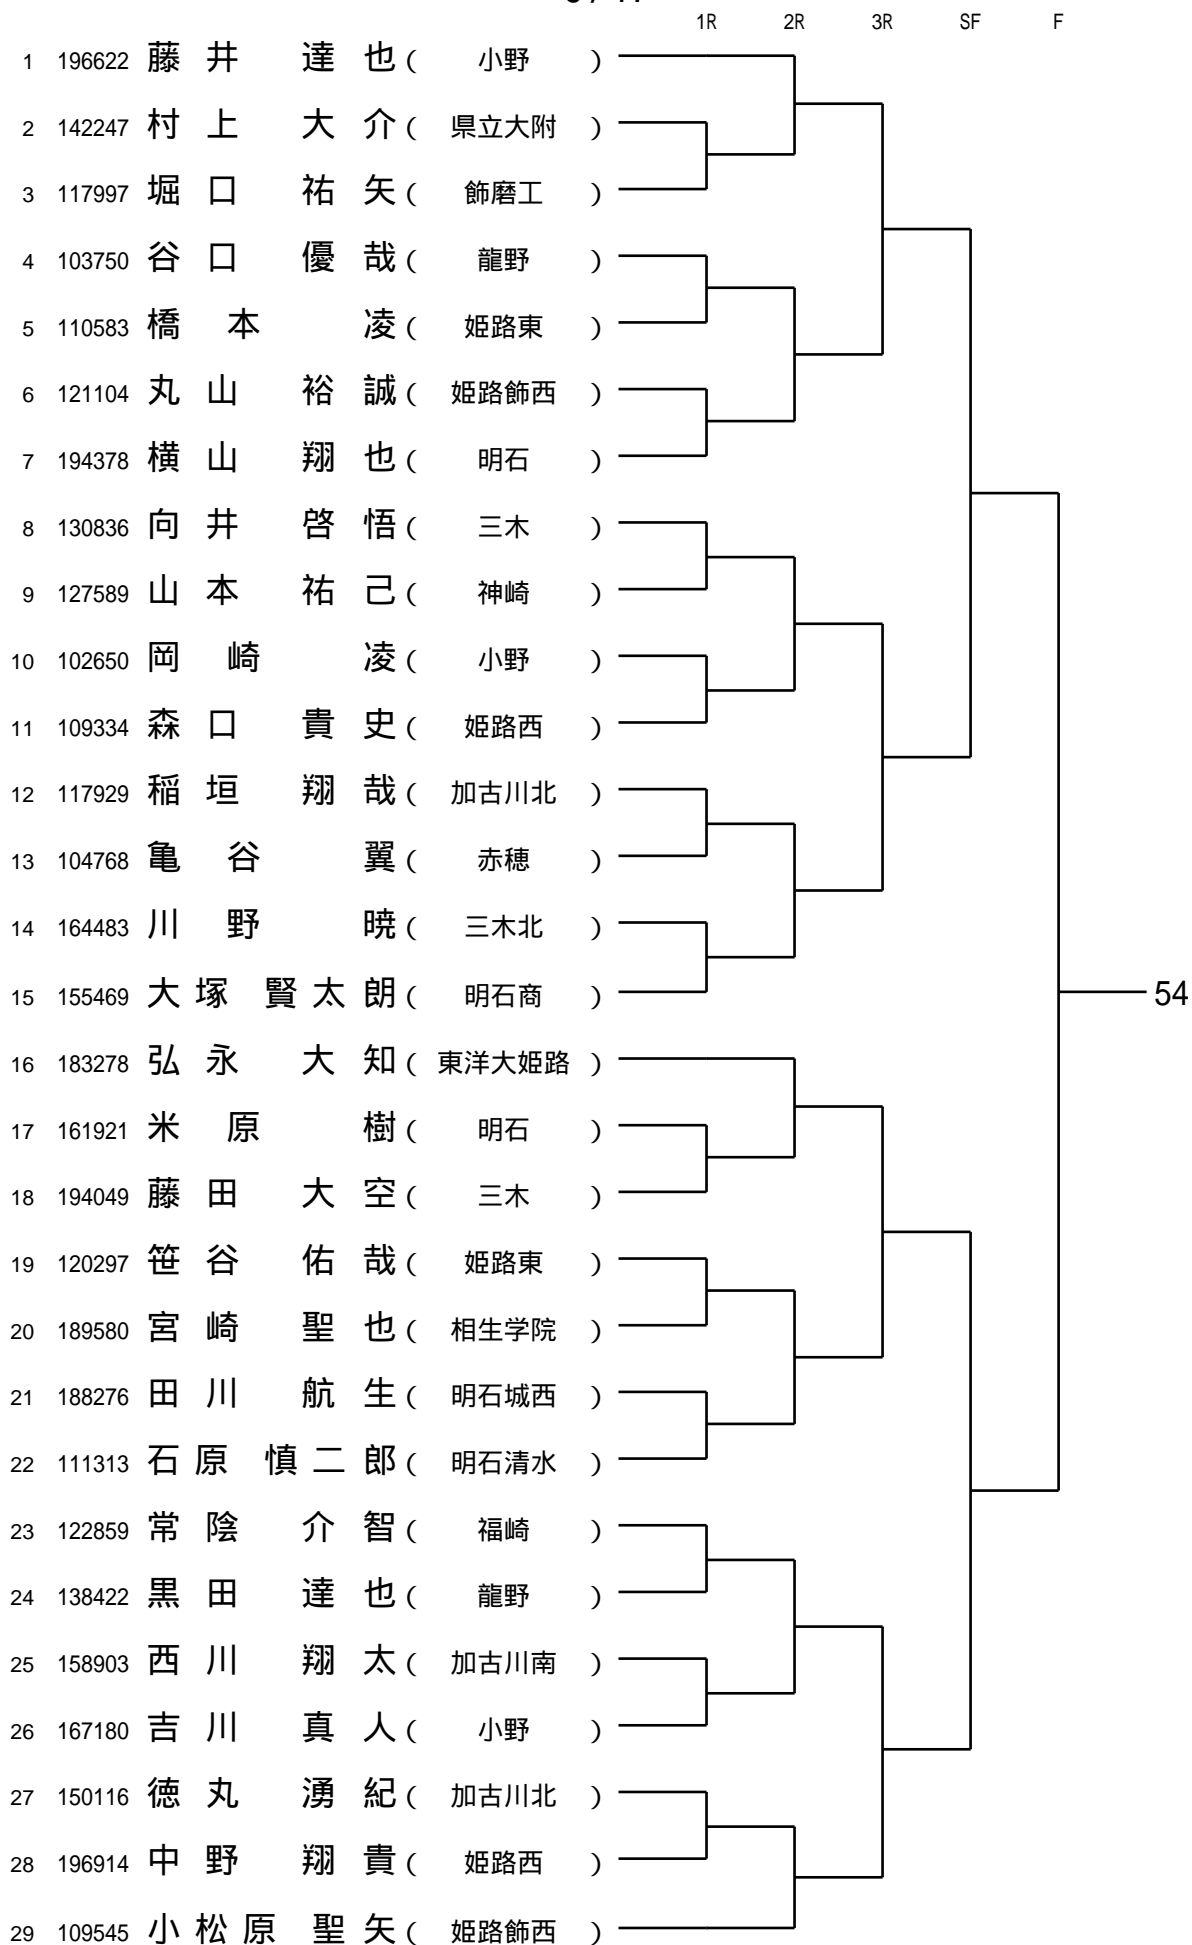 1R 2R 3R SF F
1 196622 藤井 達也 ( 小野 )
2 142247 村上 大介 ( 県立大附 )
3 117997 堀口 祐矢 ( 飾磨工 )
4 103750 谷口 優哉 ( 龍野 )
5 110583 橋本 凌 ( 姫路東 )
6 121104 丸山 裕誠 ( 姫路飾西 )
7 194378 横山 翔也 ( 明石 )
8 130836 向井 啓悟 ( 三木 )
9 127589 山本 祐己 ( 神崎 )
10 102650 岡崎 凌 ( 小野 )
11 109334 森口 貴史 ( 姫路西 )
12 117929 稲垣 翔哉 ( 加古川北 )
13 104768 亀谷 翼 ( 赤穂 )
14 164483 川野 暁 ( 三木北 )
15 155469 大塚 賢太朗 ( 明石商 )
54
16 183278 弘永 大知 ( 東洋大姫路 )
17 161921 米原 樹 ( 明石 )
18 194049 藤田 大空 ( 三木 )
19 120297 笹谷 佑哉 ( 姫路東 )
20 189580 宮崎 聖也 ( 相生学院 )
21 188276 田川 航生 ( 明石城西 )
22 111313 石原 慎二郎 ( 明石清水 )
23 122859 常陰 介智 ( 福崎 )
24 138422 黒田 達也 ( 龍野 )
25 158903 西川 翔太 ( 加古川南 )
26 167180 吉川 真人 ( 小野 )
27 150116 徳丸 湧紀 ( 加古川北 )
28 196914 中野 翔貴 ( 姫路西 )
29 109545 小松原 聖矢 ( 姫路飾西 )